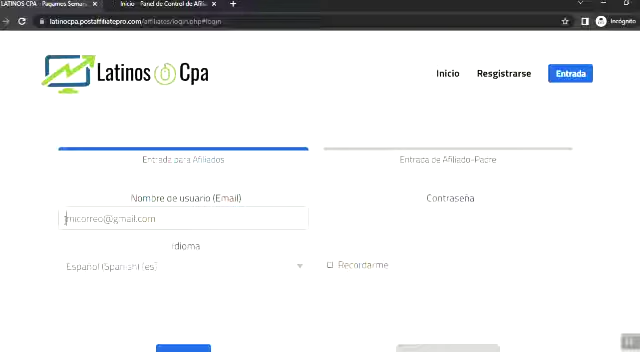 LATINOS CPA - Pagamos Semana
Inicio - Panel de Control de Afilia
latinocpa.postaffiliatepro.com/affiliates/login.php#login
Incógnito
Latinos Cpa
Inicio
Resgistrarse
Entrada
Entrada para Afiliados
Entrada de Afiliado-Padre
Nombre de usuario (Email)
Contraseña
micorreo@gmail.com
Idioma
Español (Spanish) [es]
Recordarme